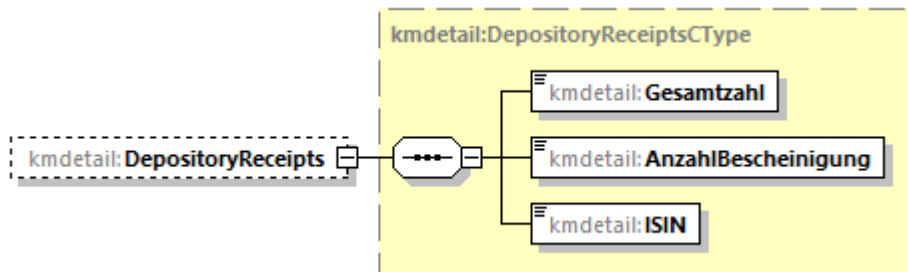 kmdetail:DepositoryReceiptsCType
kmdetail:Gesamtzahl
kmdetail:DepositoryReceipts
kmdetail:AnzahlBescheinigung
kmdetail:ISIN